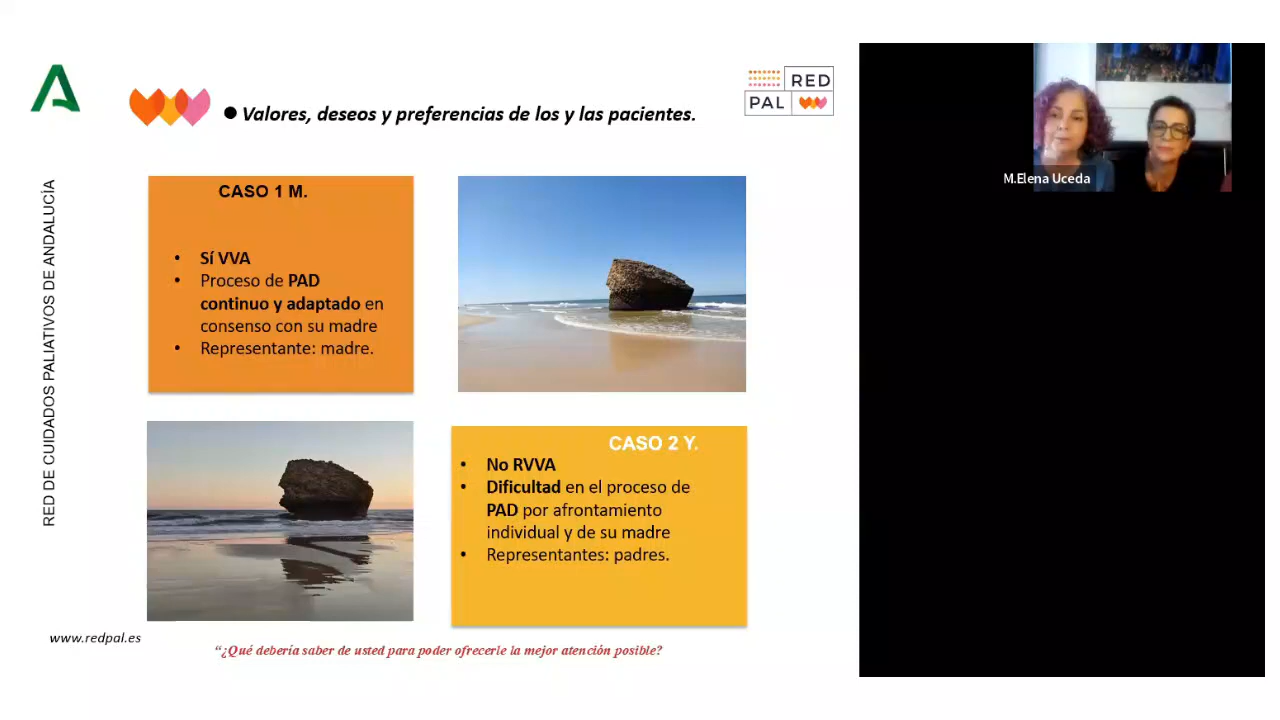 RED
PAL
● Valores, deseos y preferencias de los y las pacientes.
RED DE CUIDADOS PALIATIVOS DE ANDALUCÍA
CASO 1 M.
• Sí VVA
• Proceso de PAD
continuo y adaptado en
consenso con su madre
• Representante: madre.
M.Elena Uceda
CASO 2 Y.
• No RVVA
• Dificultad en el proceso de
PAD por afrontamiento
individual y de su madre
• Representantes: padres.
www.redpal.es
“¿Qué debería saber de usted para poder ofrecerle la mejor atención posible?